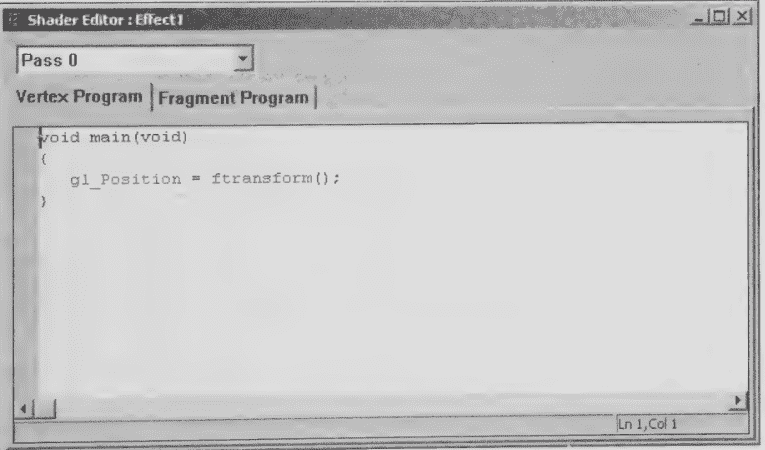 Shader Editor : Effect1
Pass 0
Vertex Program
Fragment Program
void main(void)
{
gl_Position = ftransform();
}
Ln 1,Col 1